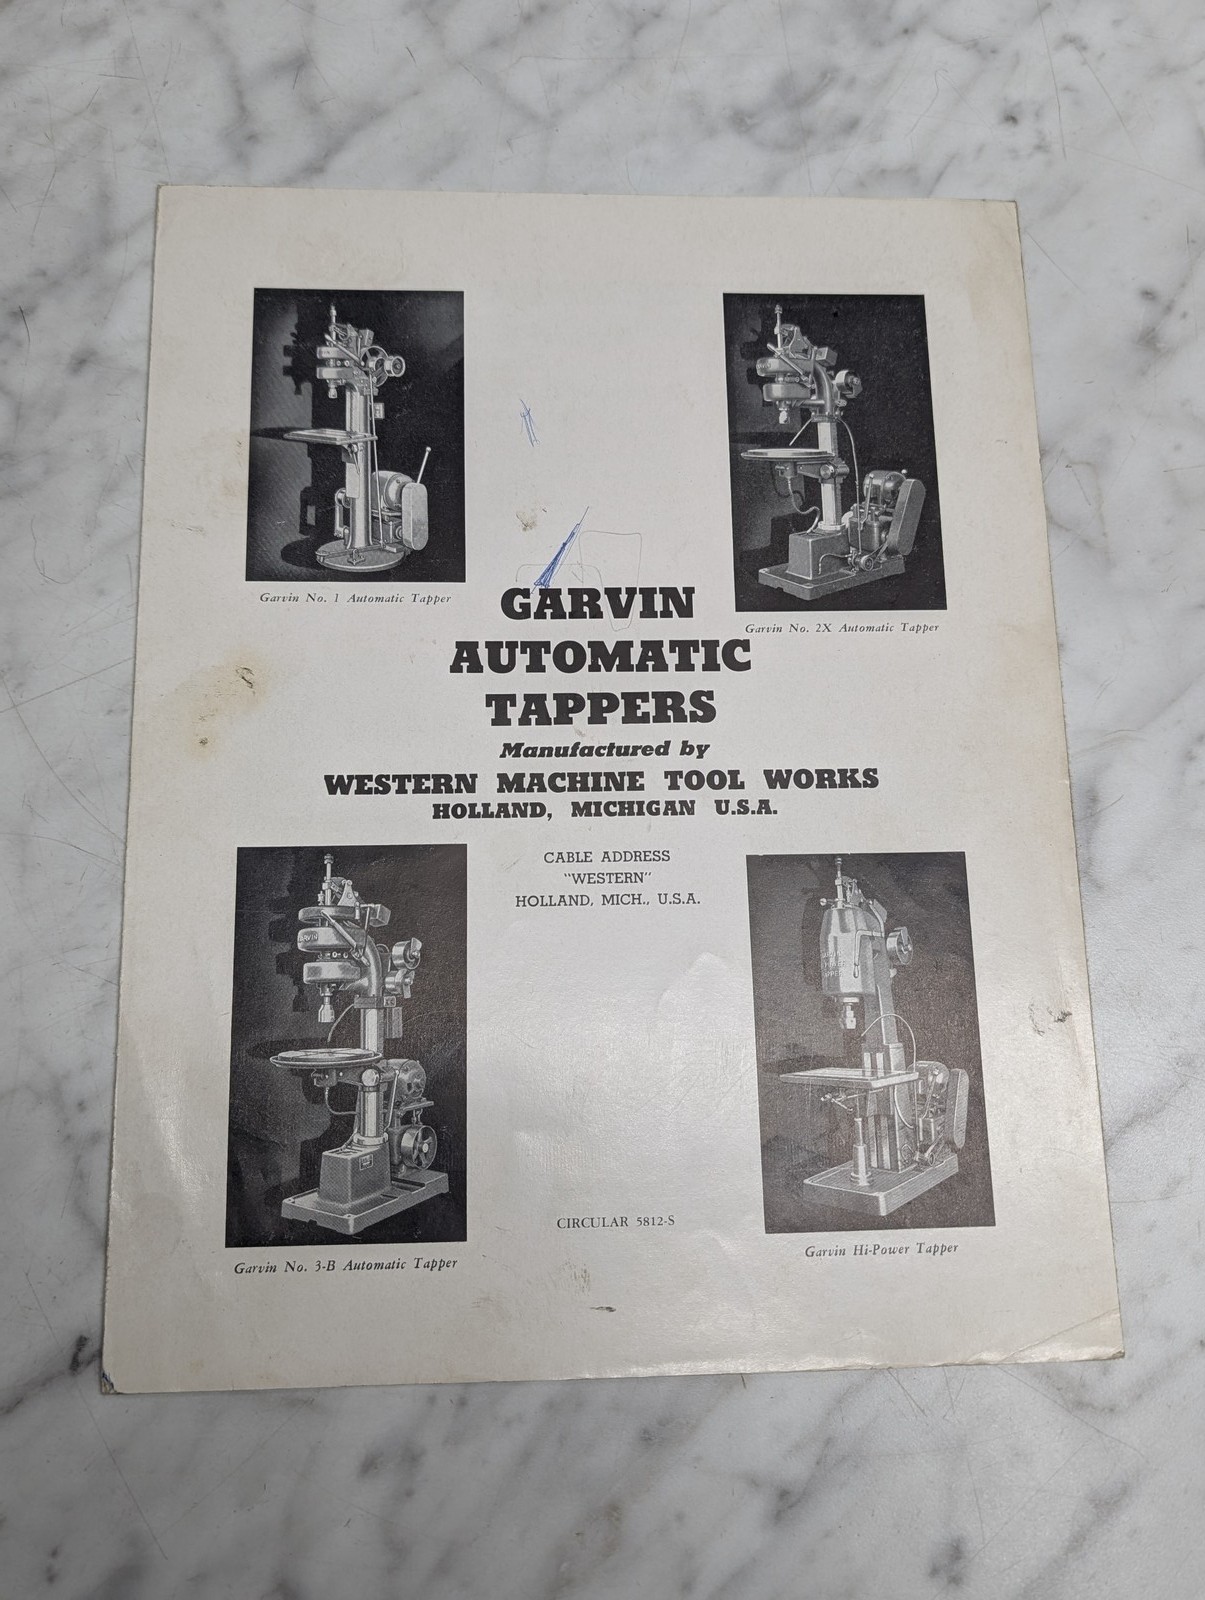 Garvin No. 1 Automatic Tapper
Garvin No. 2X Automatic Tapper
GARVIN
AUTOMATIC
TAPPERS
Manufactured by
WESTERN MACHINE TOOL WORKS
HOLLAND, MICHIGAN U.S.A.
CABLE ADDRESS
"WESTERN"
HOLLAND, MICH., U.S.A.
GARVIN
CIRCULAR 5812-S
Garvin No. 3-B Automatic Tapper
Garvin Hi-Power Tapper